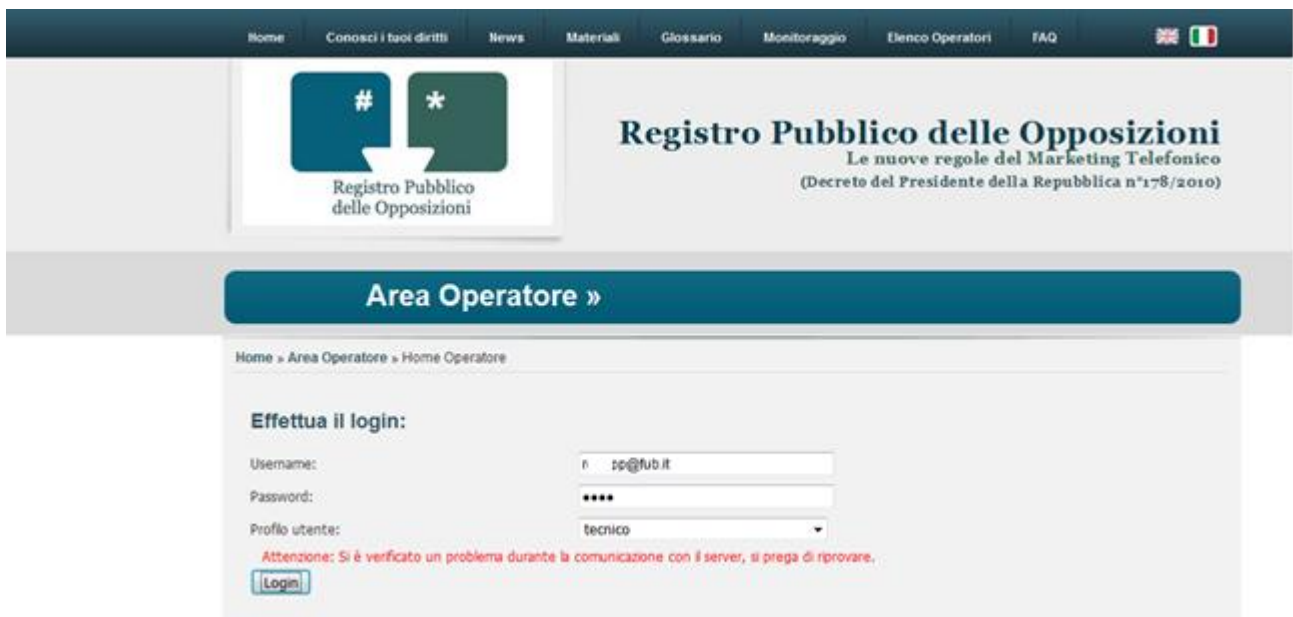 Home Conosci i tuoi diritti News Materiali Glossario Monitoraggio Elenco Operatori FAQ
# *
Registro Pubblico
delle Opposizioni
Registro Pubblico delle Opposizioni
Le nuove regole del Marketing Telefonico
(Decreto del Presidente della Repubblica n°178/2010)
Area Operatore »
Home » Area Operatore » Home Operatore
Effettua il login:
Username: pp@fub.it
Password: ••••
Profilo utente: tecnico
Attenzione: Si è verificato un problema durante la comunicazione con il server, si prega di riprovare.
Login